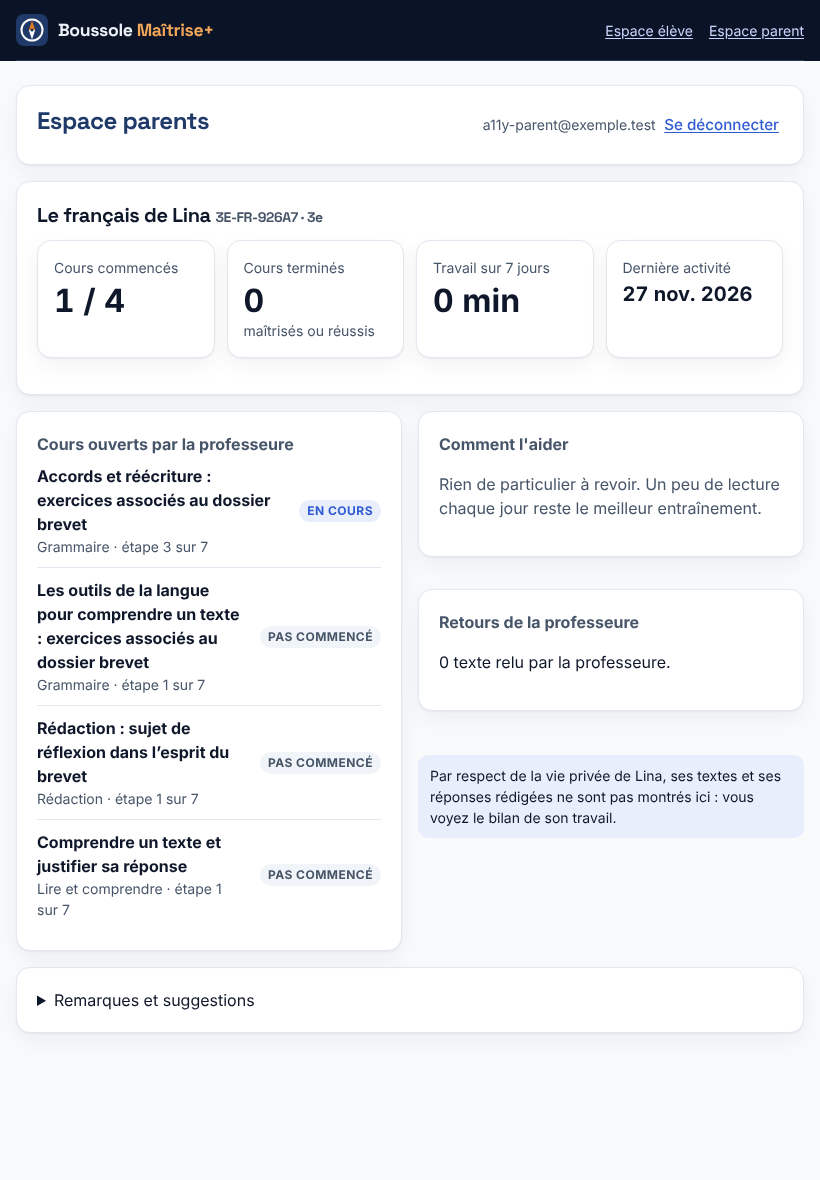 Boussole Maîtrise+
Espace élève
Espace parent
Espace parents
a11y-parent@exemple.test Se déconnecter
Le français de Lina 3E-FR-926A7 · 3e
Cours commencés
1 / 4
Cours terminés
0
maîtrisés ou réussis
Travail sur 7 jours
0 min
Dernière activité
27 nov. 2026
Cours ouverts par la professeure
Accords et réécriture :
exercices associés au dossier
brevet
Grammaire · étape 3 sur 7
EN COURS
Les outils de la langue
pour comprendre un texte
: exercices associés au
dossier brevet
Grammaire · étape 1 sur 7
PAS COMMENCÉ
Rédaction : sujet de
réflexion dans l’esprit du
brevet
Rédaction · étape 1 sur 7
PAS COMMENCÉ
Comprendre un texte et
justifier sa réponse
Lire et comprendre · étape 1
sur 7
PAS COMMENCÉ
Comment l'aider
Rien de particulier à revoir. Un peu de lecture
chaque jour reste le meilleur entraînement.
Retours de la professeure
0 texte relu par la professeure.
Par respect de la vie privée de Lina, ses textes et ses
réponses rédigées ne sont pas montrés ici : vous
voyez le bilan de son travail.
Remarques et suggestions